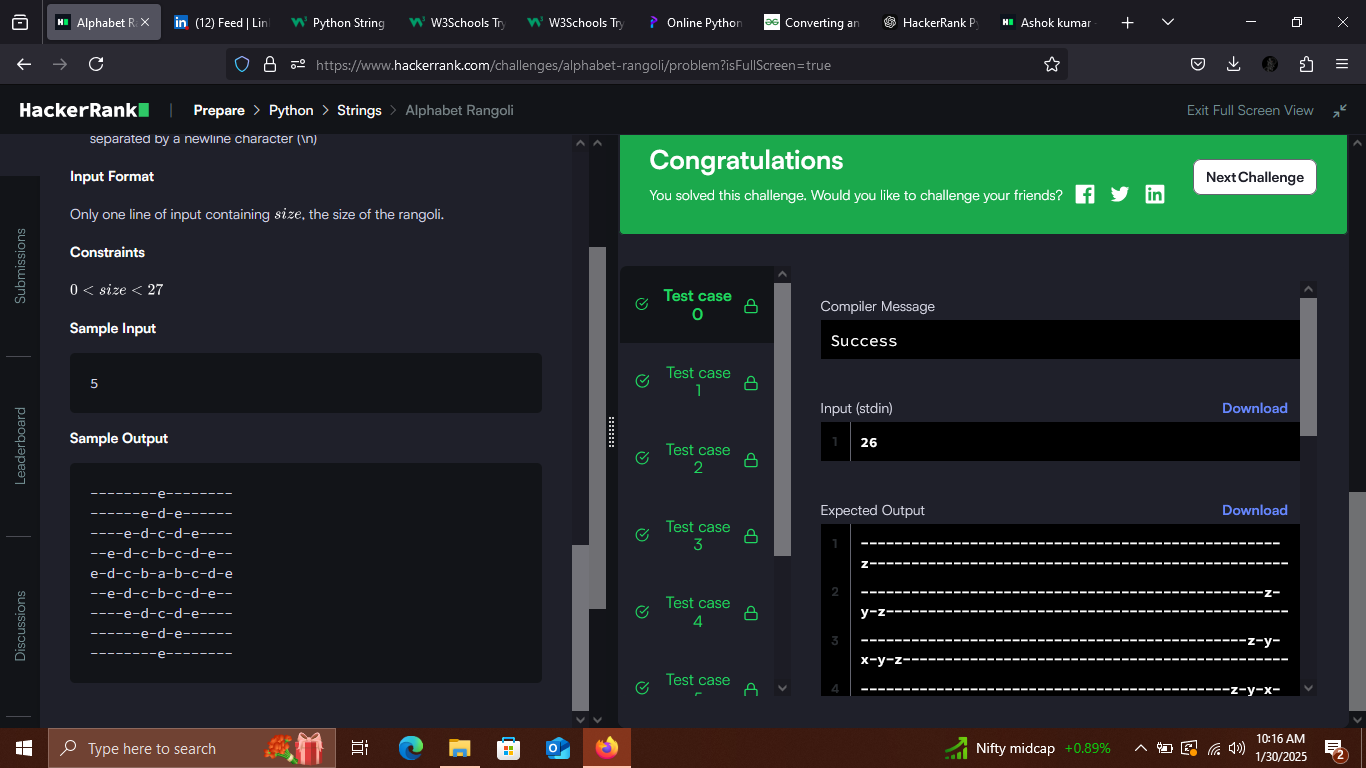 Alphabet Ra
(12) Feed | Lin
Python String
W3Schools Try
W3Schools Try
Online Python
Converting an
HackerRank Py
Ashok kumar -
https://www.hackerrank.com/challenges/alphabet-rangoli/problem?isFullScreen=true
HackerRank | Prepare > Python > Strings > Alphabet Rangoli
Exit Full Screen View
Submissions
Leaderboard
Discussions
separated by a newline character (\n)
Input Format
Only one line of input containing size, the size of the rangoli.
Constraints
0 < size < 27
Sample Input
5
Sample Output
--------e--------
------e-d-e------
----e-d-c-d-e----
--e-d-c-b-c-d-e--
e-d-c-b-a-b-c-d-e
--e-d-c-b-c-d-e--
----e-d-c-d-e----
------e-d-e------
--------e--------
Congratulations
You solved this challenge. Would you like to challenge your friends?
Next Challenge
Test case
0
Test case
1
Test case
2
Test case
3
Test case
4
Test case
5
Compiler Message
Success
Input (stdin)
Download
1 26
Expected Output
Download
1 --------------------------------------------------
z--------------------------------------------------
2 ------------------------------------------------z-
y-z------------------------------------------------
3 ----------------------------------------------z-y-
x-y-z----------------------------------------------
4 --------------------------------------------z-y-x-
Type here to search
Nifty midcap +0.89%
10:16 AM
1/30/2025
2